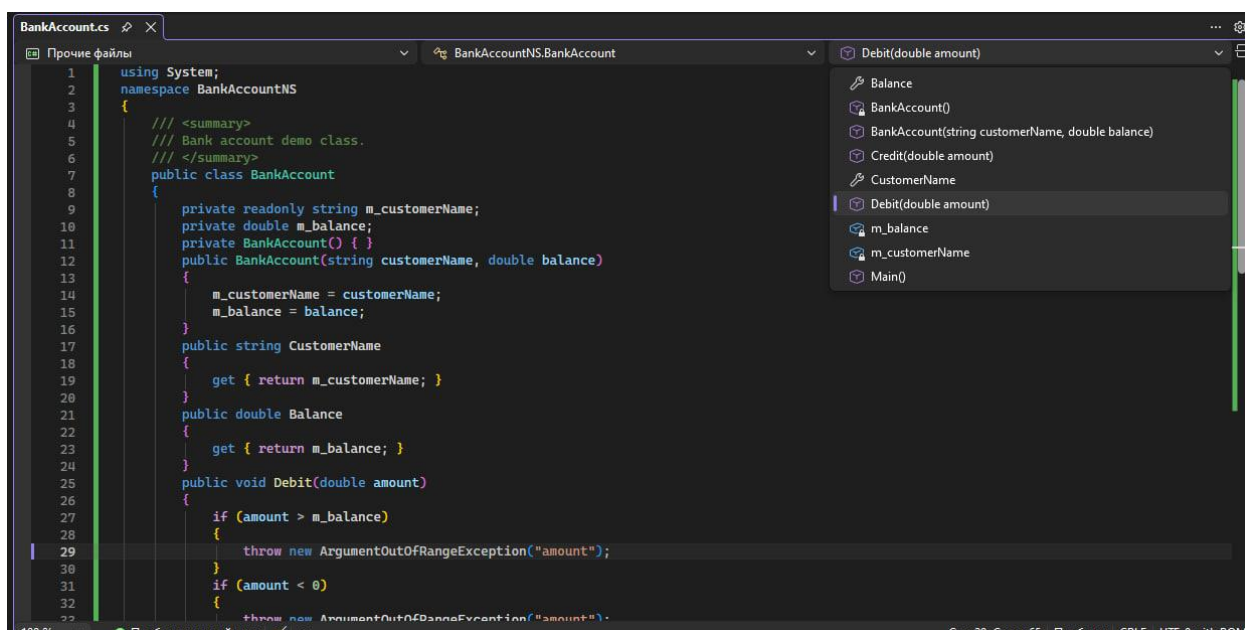 BankAccount.cs
Прочие файлы
BankAccountNS.BankAccount
Debit(double amount)
Balance
BankAccount()
BankAccount(string customerName, double balance)
Credit(double amount)
CustomerName
Debit(double amount)
m_balance
m_customerName
Main()
1 using System;
2 namespace BankAccountNS
3 {
4 /// <summary>
5 /// Bank account demo class.
6 /// </summary>
7 public class BankAccount
8 {
9 private readonly string m_customerName;
10 private double m_balance;
11 private BankAccount() { }
12 public BankAccount(string customerName, double balance)
13 {
14 m_customerName = customerName;
15 m_balance = balance;
16 }
17 public string CustomerName
18 {
19 get { return m_customerName; }
20 }
21 public double Balance
22 {
23 get { return m_balance; }
24 }
25 public void Debit(double amount)
26 {
27 if (amount > m_balance)
28 {
29 throw new ArgumentOutOfRangeException("amount");
30 }
31 if (amount < 0)
32 {
33 throw new ArgumentOutOfRangeException("amount");